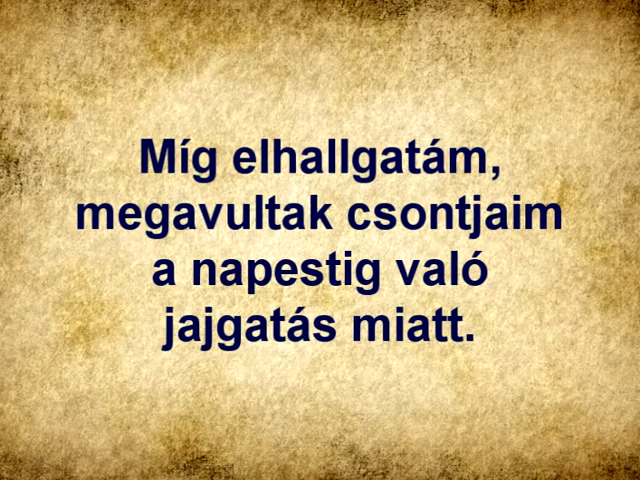 Míg elhallgatám,
megavultak csontjaim
a napestig való
jajgatás miatt.